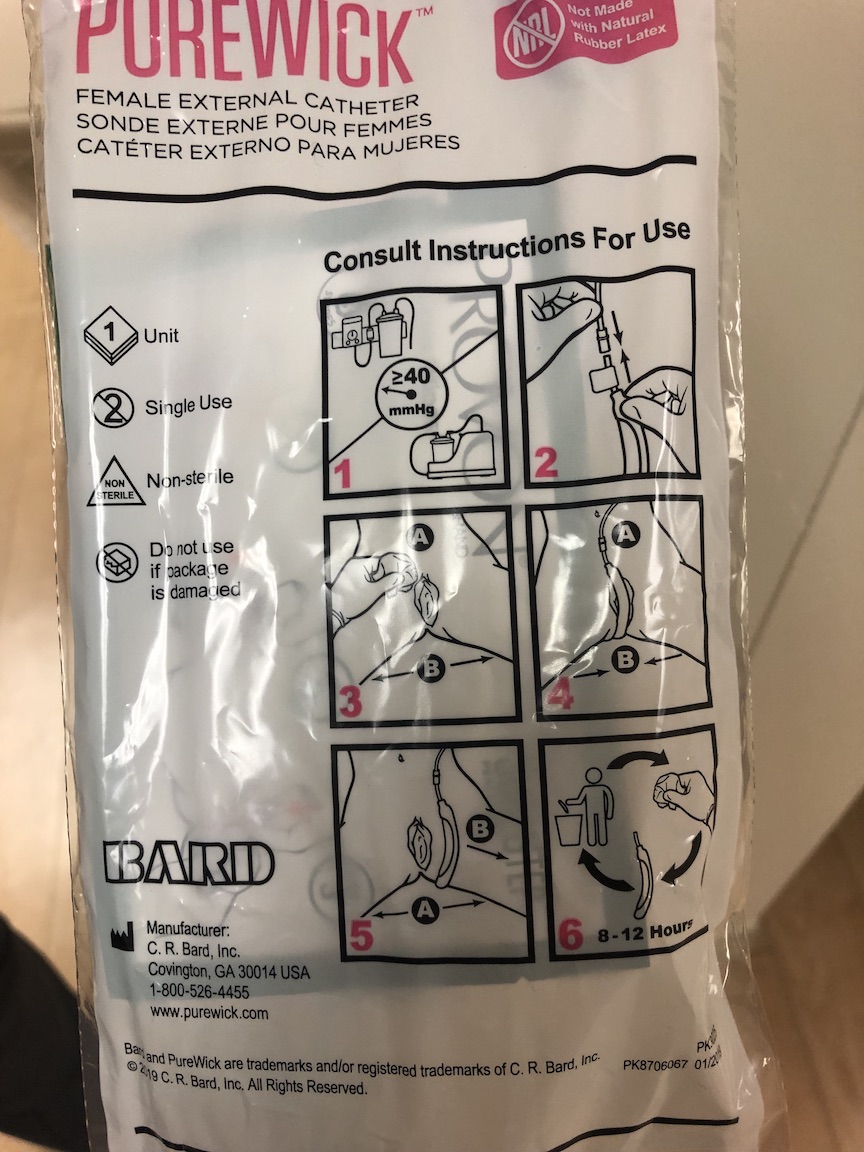 PUREWICK™
NRL
Not Made
with Natural
Rubber Latex
FEMALE EXTERNAL CATHETER
SONDE EXTERNE POUR FEMMES
CATÉTER EXTERNO PARA MUJERES
Consult Instructions For Use
1
Unit
2
Single Use
NON
STERILE
Non-sterile
Do not use
if package
is damaged
≥40
mmHg
1
2
A
B
3
A
B
4
B
A
5
6
8-12 Hours
BARD
Manufacturer:
C. R. Bard, Inc.
Covington, GA 30014 USA
1-800-526-4455
www.purewick.com
Bard and PureWick are trademarks and/or registered trademarks of C. R. Bard, Inc.
© 2019 C. R. Bard, Inc. All Rights Reserved.
PK8706067